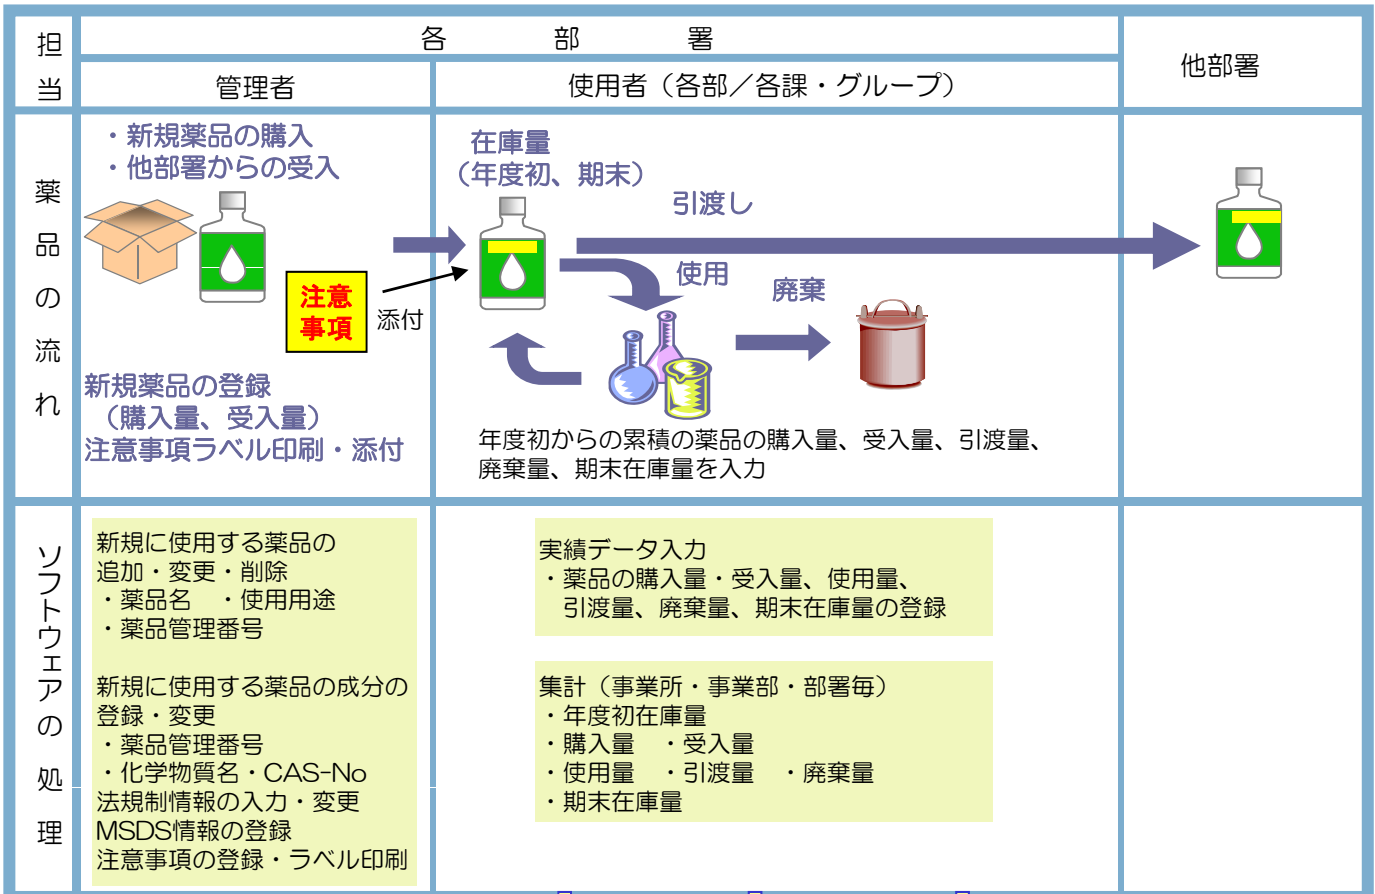 担当
各部署
管理者
使用者（各部／各課・グループ）
他部署
薬品の流れ
・新規薬品の購入
・他部署からの受入
注意
事項
添付
新規薬品の登録
（購入量、受入量）
注意事項ラベル印刷・添付
在庫量
（年度初、期末）
引渡し
使用
廃棄
年度初からの累積の薬品の購入量、受入量、引渡量、
廃棄量、期末在庫量を入力
ソフトウェアの処理
新規に使用する薬品の
追加・変更・削除
・薬品名　・使用用途
・薬品管理番号
新規に使用する薬品の成分の
登録・変更
・薬品管理番号
・化学物質名・CAS-No
法規制情報の入力・変更
MSDS情報の登録
注意事項の登録・ラベル印刷
実績データ入力
・薬品の購入量・受入量、使用量、
引渡量、廃棄量、期末在庫量の登録
集計（事業所・事業部・部署毎）
・年度初在庫量
・購入量　・受入量
・使用量　・引渡量　・廃棄量
・期末在庫量